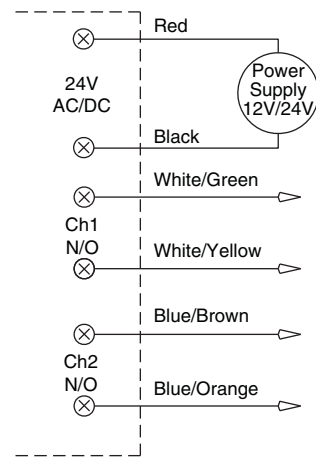 Red
24V
AC/DC
Power
Supply
12V/24V
Black
White/Green
Ch1
N/O
White/Yellow
Blue/Brown
Ch2
N/O
Blue/Orange